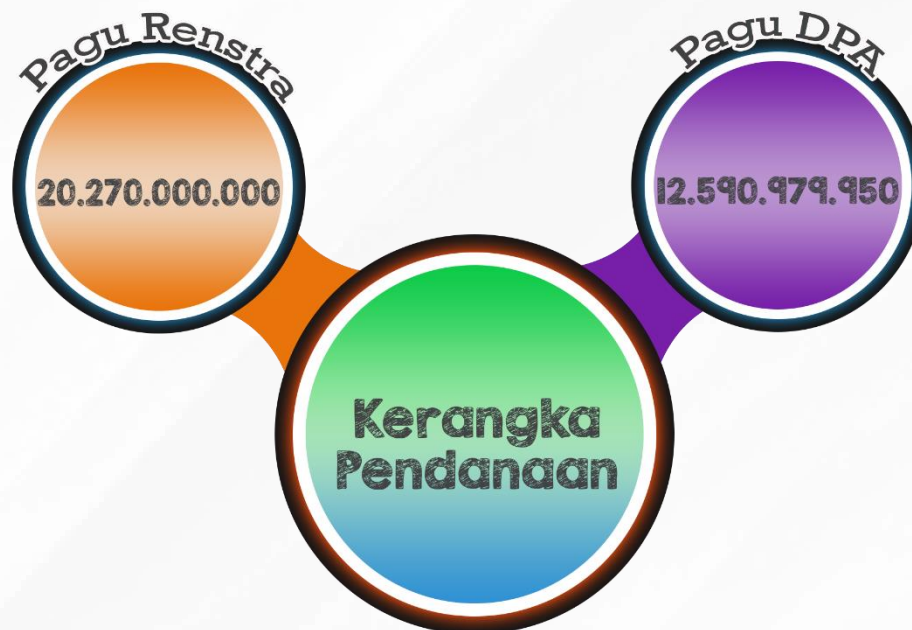 Pagu Renstra
20.270.000.000
Pagu DPA
12.590.979.950
Kerangka
Pendanaan